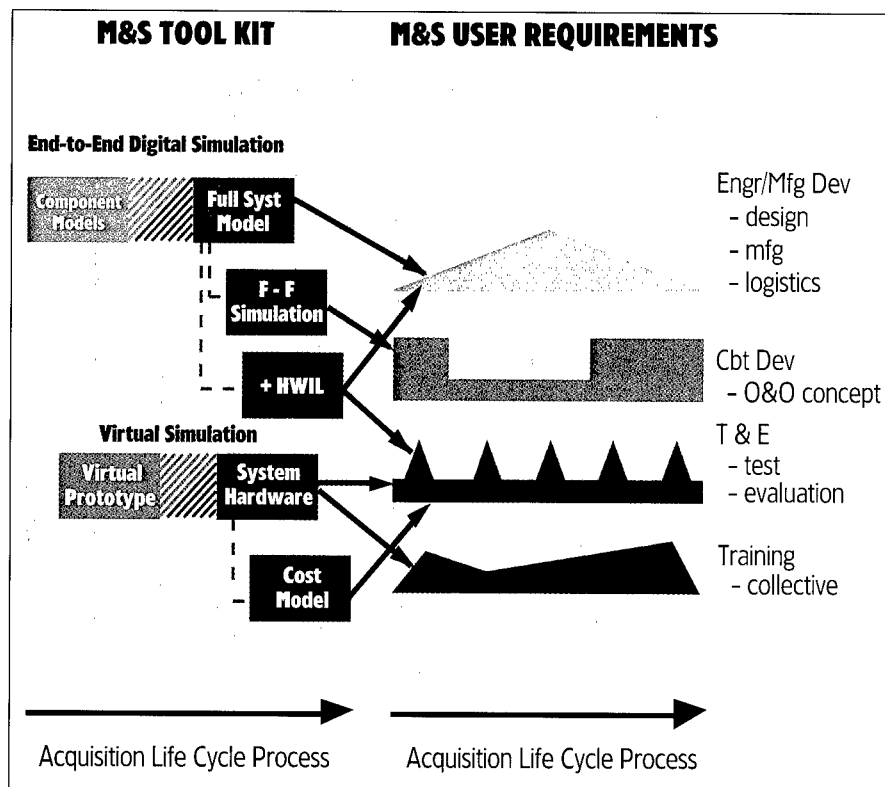 M&S TOOL KIT
M&S USER REQUIREMENTS
End-to-End Digital Simulation
Component
Models
Full Syst
Model
F - F
Simulation
+ HWIL
Virtual Simulation
Virtual
Prototype
System
Hardware
Cost
Model
Engr/Mfg Dev
- design
- mfg
- logistics
Cbt Dev
- O&O concept
T & E
- test
- evaluation
Training
- collective
Acquisition Life Cycle Process
Acquisition Life Cycle Process